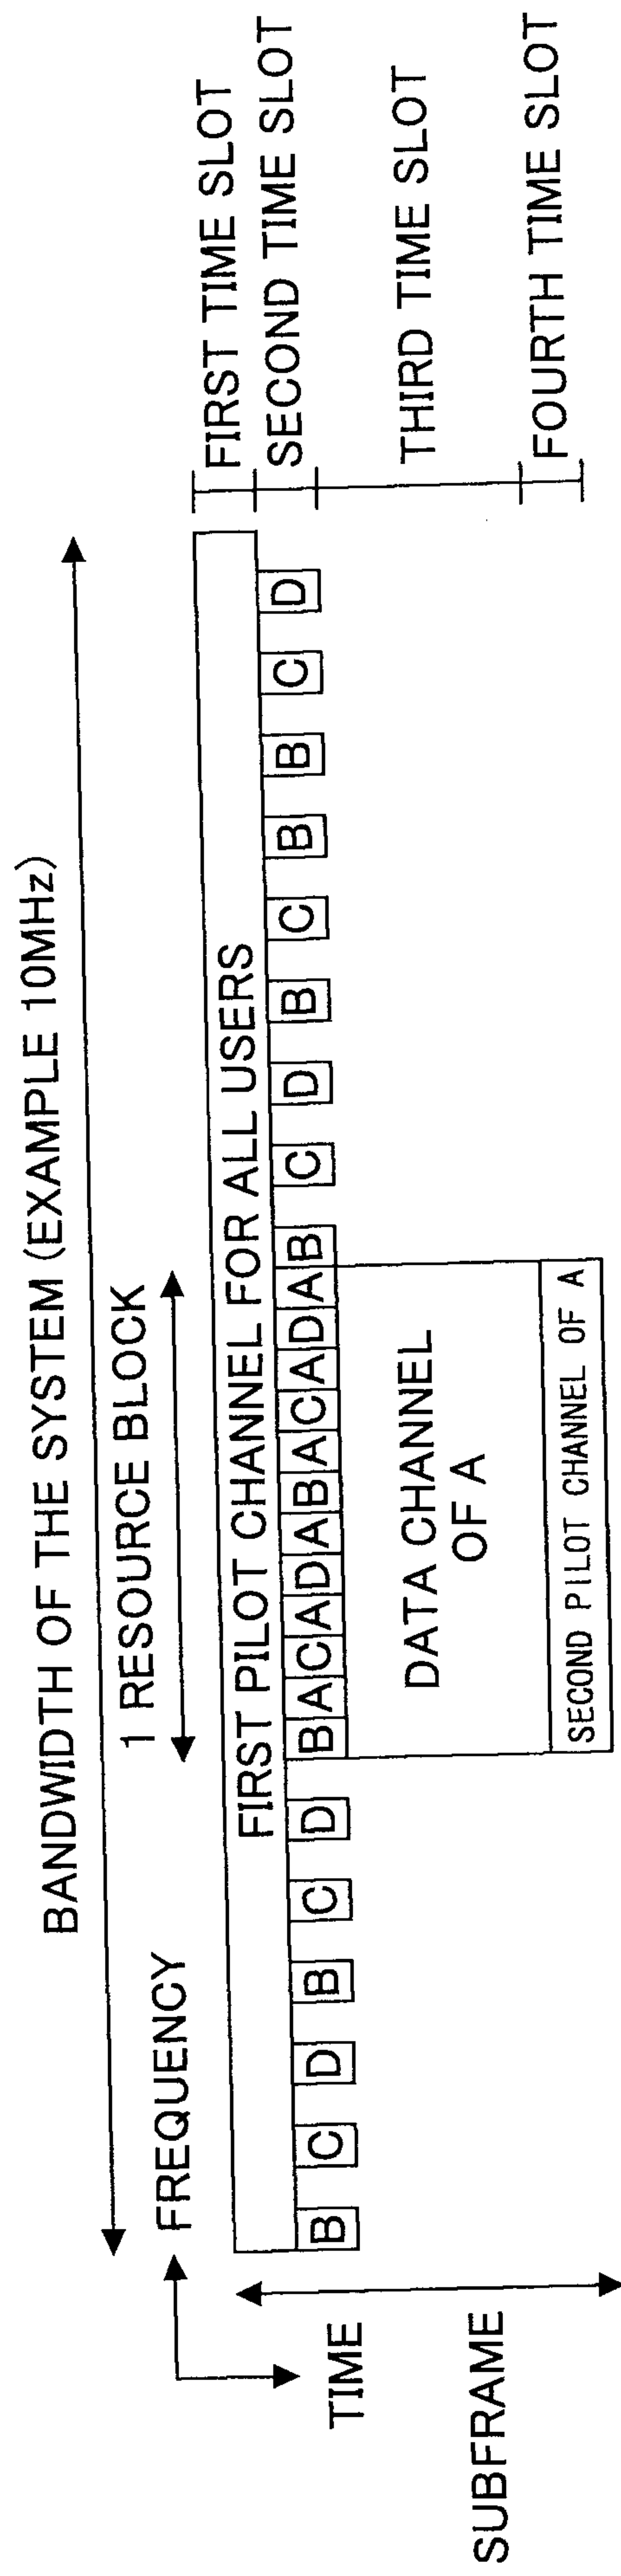 BANDWIDTH OF THE SYSTEM (EXAMPLE 10MHz)
1 RESOURCE BLOCK
FREQUENCY
TIME
SUBFRAME
FIRST PILOT CHANNEL FOR ALL USERS
B C D B C D B A C A D A B A C A D A B C D B C B B C D
DATA CHANNEL
OF A
SECOND PILOT CHANNEL OF A
FIRST TIME SLOT
SECOND TIME SLOT
THIRD TIME SLOT
FOURTH TIME SLOT